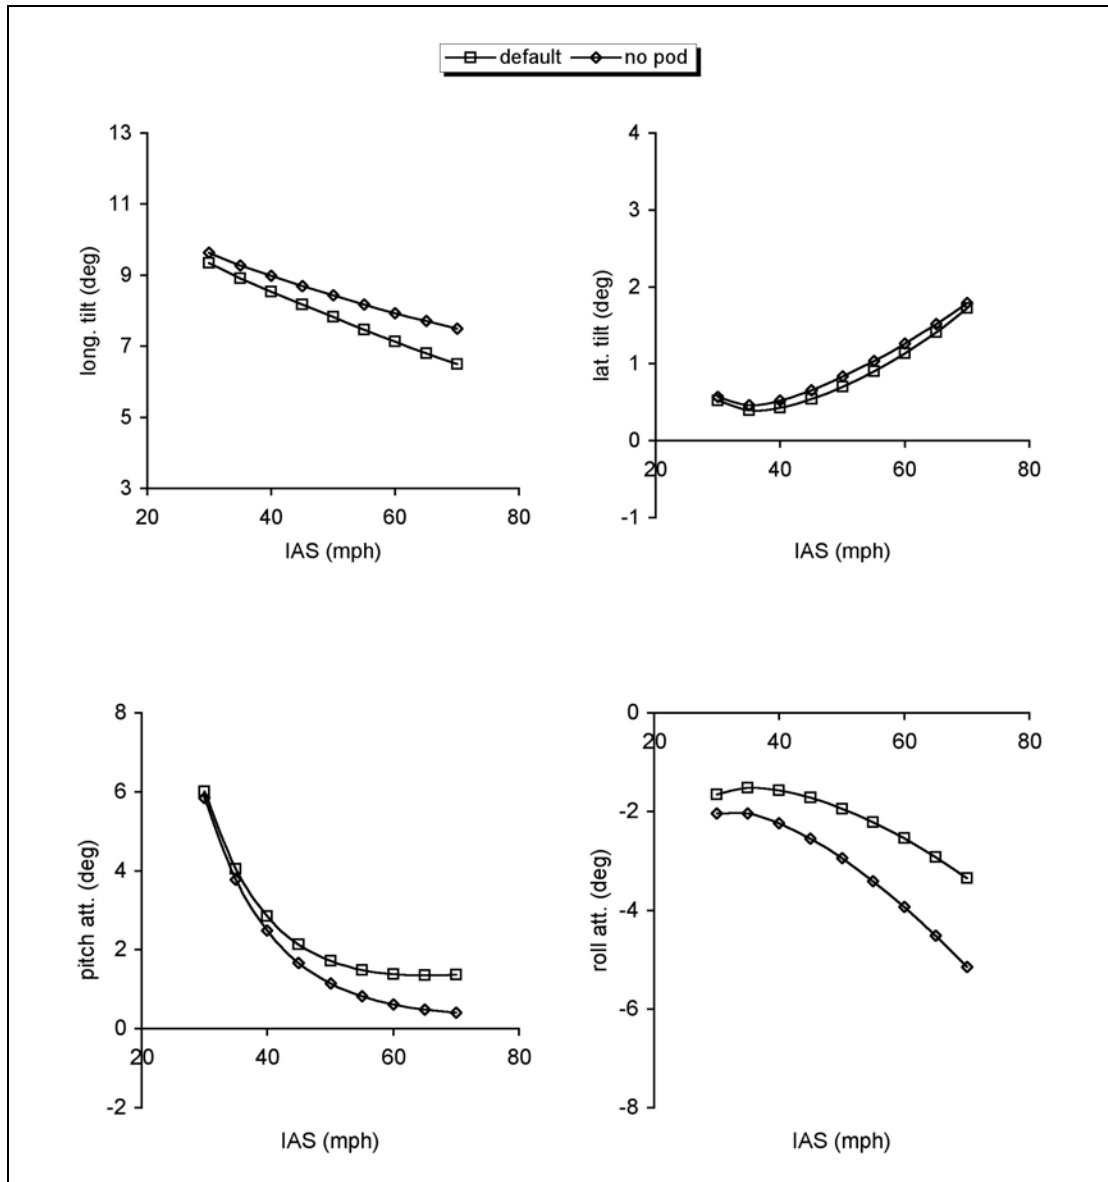 default no pod
13
11
9
7
5
3
20 40 60 80
long. tilt (deg)
IAS (mph)
4
3
2
1
0
-1
20 40 60 80
lat. tilt (deg)
IAS (mph)
8
6
4
2
0
-2
20 40 60 80
pitch att. (deg)
IAS (mph)
0
-2
-4
-6
-8
20 40 60 80
roll att. (deg)
IAS (mph)